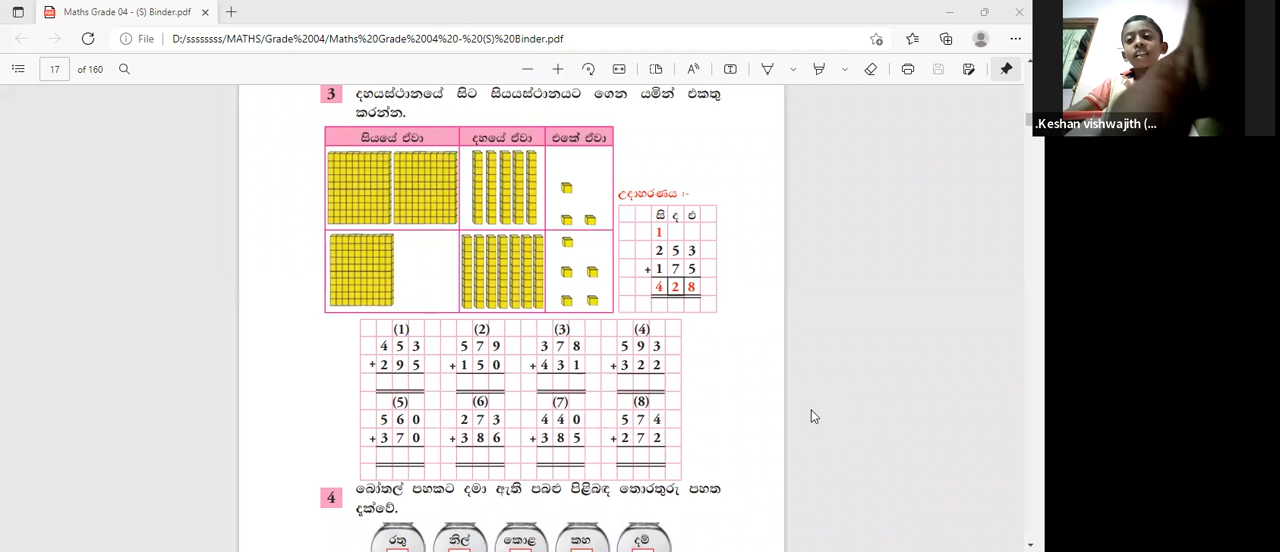 Maths Grade 04 - (S) Binder.pdf
File
D:/ssssssss/MATHS/Grade%2004/Maths%20Grade%2004%20-%20(S)%20Binder.pdf
17 of 160
.Keshan vishwajith (...
3 දහයස්ථානයේ සිට සියයස්ථානයට ගෙන යමින් එකතු
කරන්න.
සියයේ ඒවා දහයේ ඒවා එකේ ඒවා
උදාහරණය :-
සි ද එ
1
2 5 3
+ 1 7 5
4 2 8
(1) (2) (3) (4)
4 5 3 5 7 9 3 7 8 5 9 3
+ 2 9 5 + 1 5 0 + 4 3 1 + 3 2 2
(5) (6) (7) (8)
5 6 0 2 7 3 4 4 0 5 7 4
+ 3 7 0 + 3 8 6 + 3 8 5 + 2 7 2
4 බෝතල් පහකට දමා ඇති පබළු පිළිබඳ තොරතුරු පහත
දැක්වේ.
රතු නිල් කොළ කහ දම්